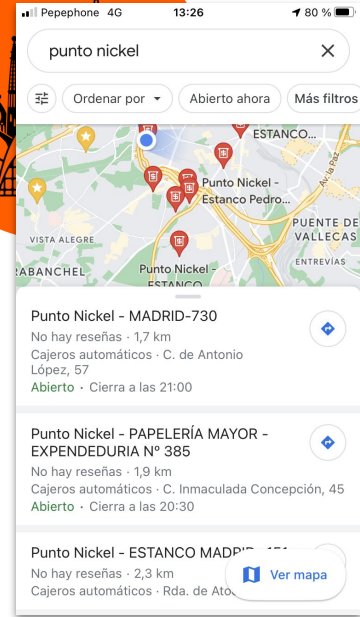 Pepephone 4G 13:26 80 %
punto nickel
Ordenar por Abierto ahora Más filtros
ESTANCO...
Av. la Paz
Punto Nickel -
Estanco Pedro...
PUENTE DE
VALLECAS
VISTA ALEGRE
ENTREVÍAS
RABANCHEL
Punto Nickel -
ESTANCO
Punto Nickel - MADRID-730
No hay reseñas · 1,7 km
Cajeros automáticos · C. de Antonio
López, 57
Abierto · Cierra a las 21:00
Punto Nickel - PAPELERÍA MAYOR -
EXPENDEDURIA Nº 385
No hay reseñas · 1,9 km
Cajeros automáticos · C. Inmaculada Concepción, 45
Abierto · Cierra a las 20:30
Punto Nickel - ESTANCO
No hay reseñas · 2,3 km
Cajeros automáticos · Rda. de
Ver mapa